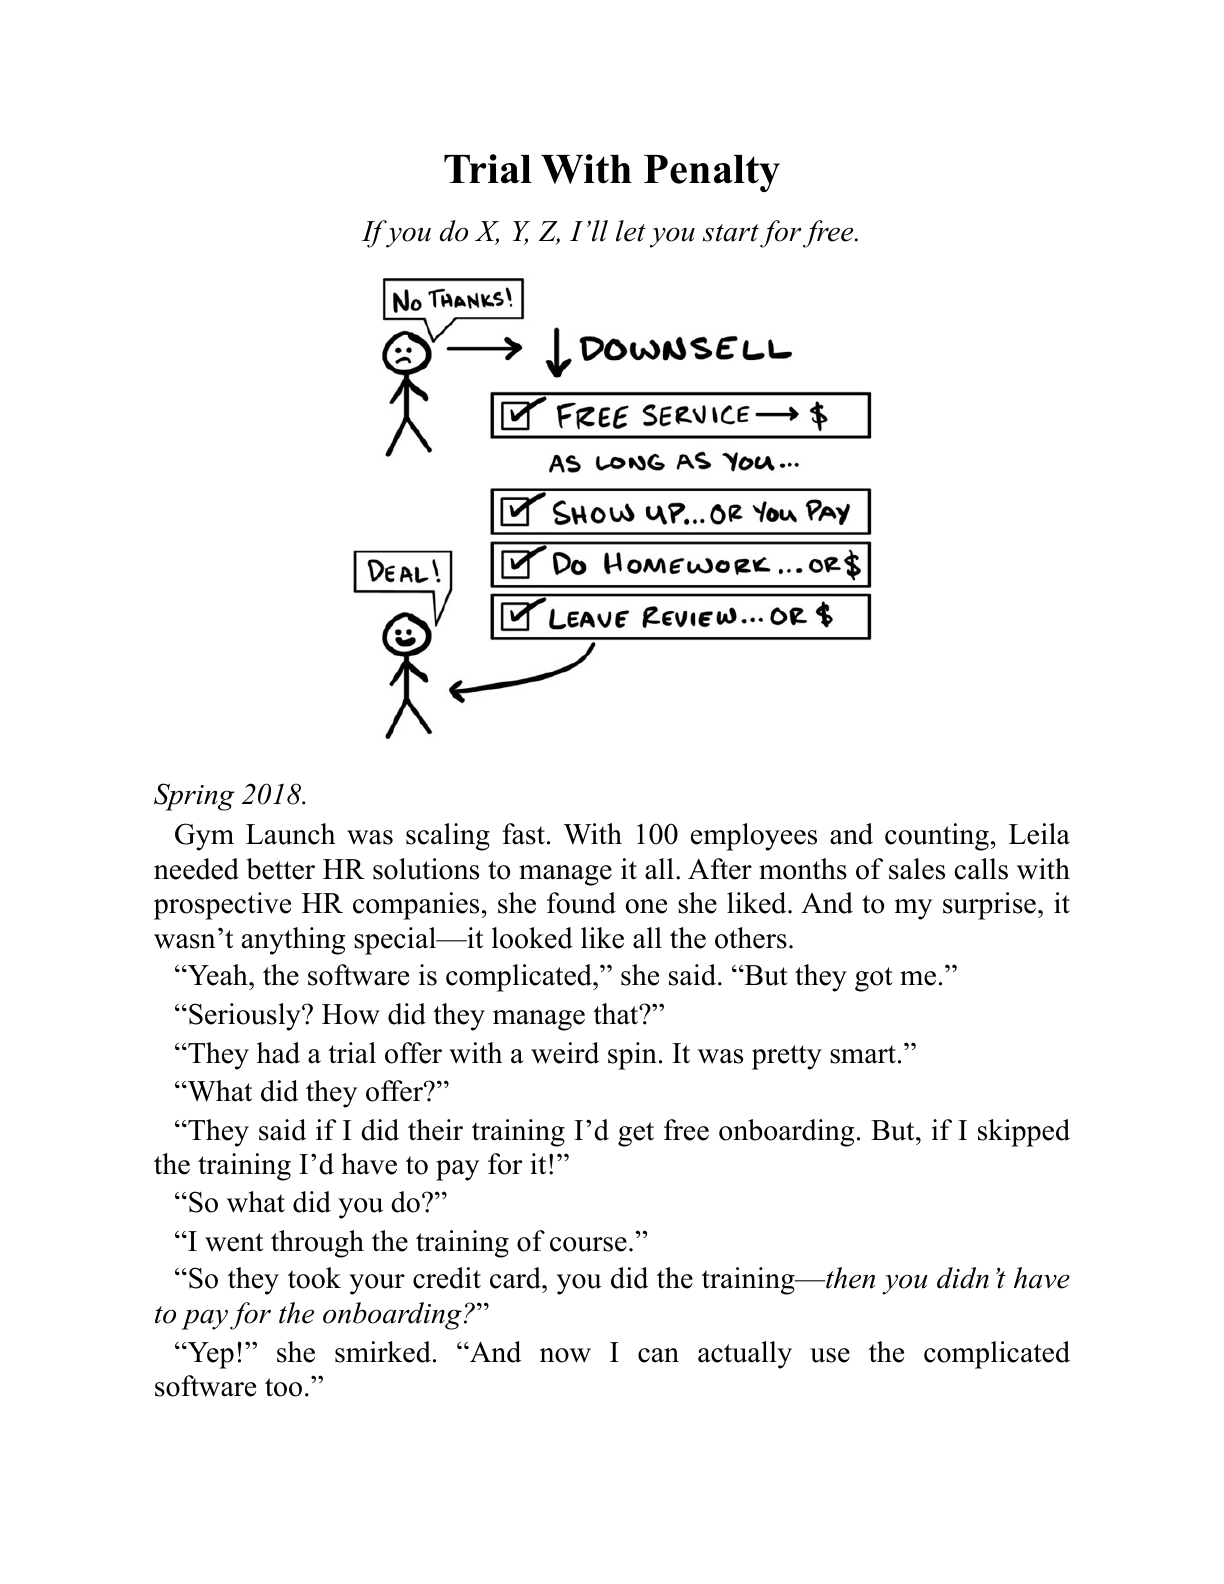 Trial With Penalty
If you do X, Y, Z, I’ll let you start for free.
NO THANKS!
↓ DOWNSELL
FREE SERVICE → $
AS LONG AS YOU...
SHOW UP...OR YOU PAY
DO HOMEWORK...OR $
DEAL!
LEAVE REVIEW...OR $
Spring 2018.
Gym Launch was scaling fast. With 100 employees and counting, Leila
needed better HR solutions to manage it all. After months of sales calls with
prospective HR companies, she found one she liked. And to my surprise, it
wasn’t anything special—it looked like all the others.
“Yeah, the software is complicated,” she said. “But they got me.”
“Seriously? How did they manage that?”
“They had a trial offer with a weird spin. It was pretty smart.”
“What did they offer?”
“They said if I did their training I’d get free onboarding. But, if I skipped
the training I’d have to pay for it!”
“So what did you do?”
“I went through the training of course.”
“So they took your credit card, you did the training—then you didn’t have
to pay for the onboarding?”
“Yep!” she smirked. “And now I can actually use the complicated
software too.”